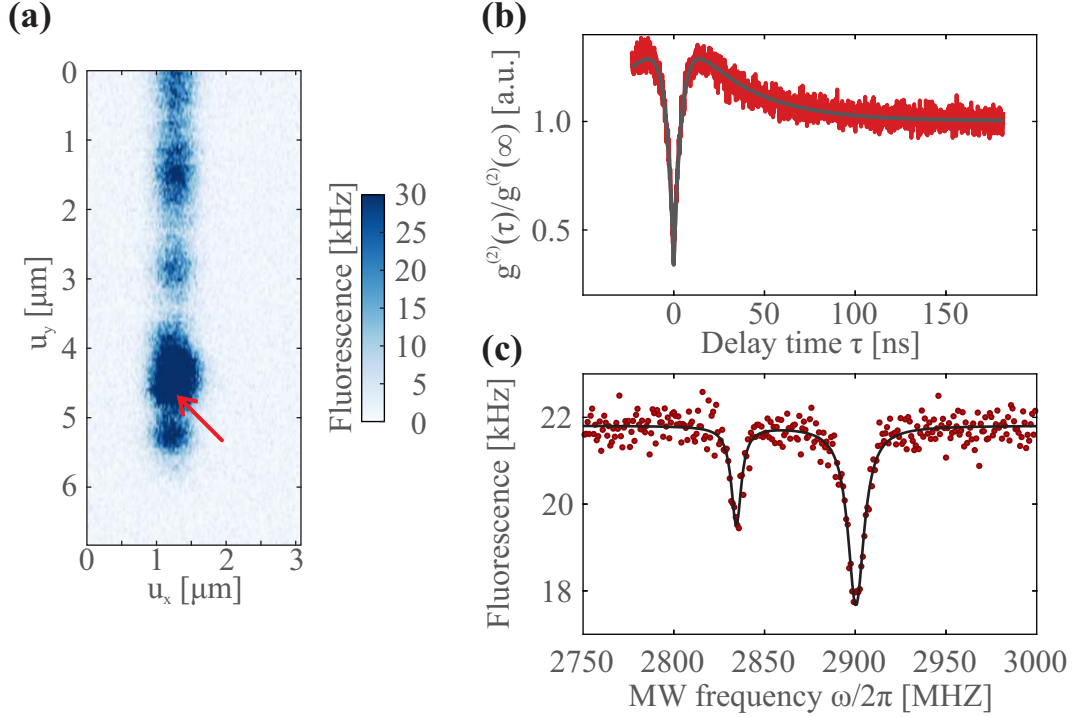 (a)
0
1
2
3
4
5
6
u_y [μm]
0 1 2 3
u_x [μm]
Fluorescence [kHz]
30
25
20
15
10
5
0
(b)
g⁽²⁾(τ)/g⁽²⁾(∞) [a.u.]
1.0
0.5
0 50 100 150
Delay time τ [ns]
(c)
Fluorescence [kHz]
22
20
18
2750 2800 2850 2900 2950 3000
MW frequency ω/2π [MHZ]